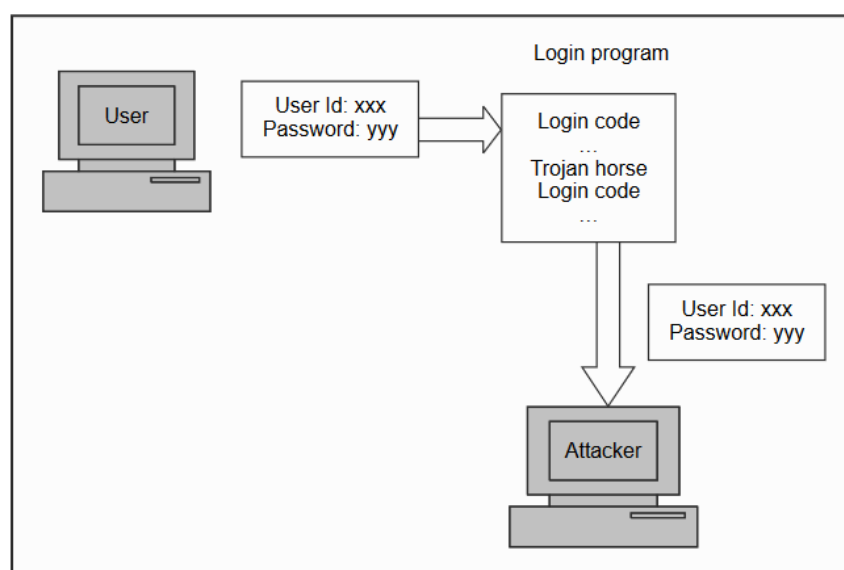 Login program
User
User Id: xxx
Password: yyy
Login code
...
Trojan horse
Login code
...
User Id: xxx
Password: yyy
Attacker